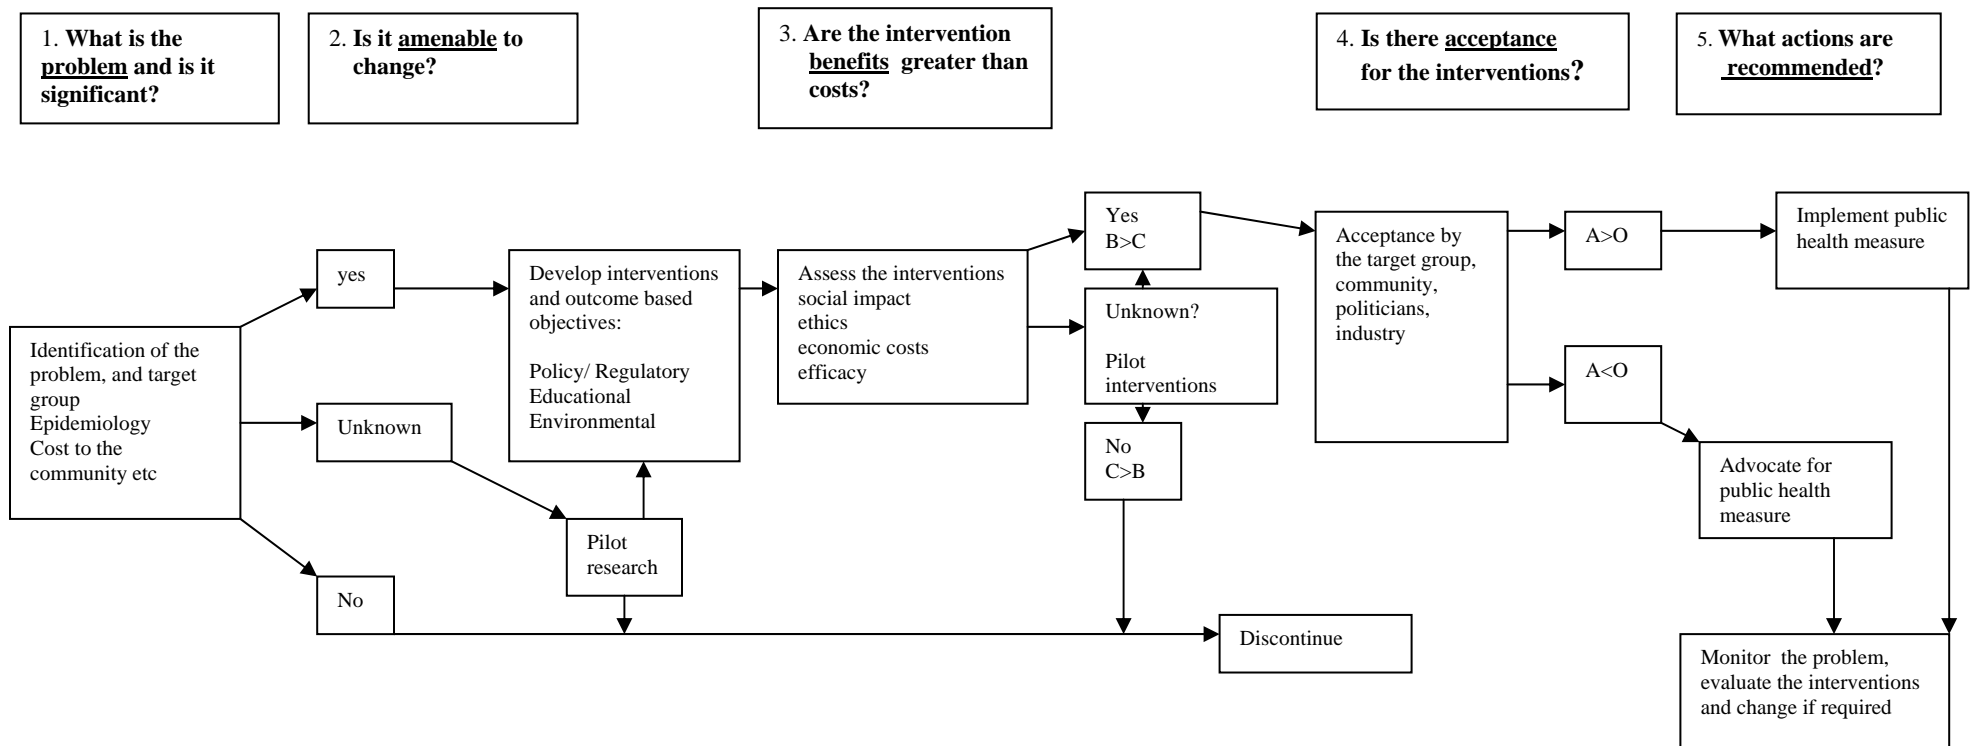 1. What is the
problem and is it
significant?
2. Is it amenable to
change?
3. Are the intervention
benefits greater than
costs?
4. Is there acceptance
for the interventions?
5. What actions are
recommended?
Identification of the
problem, and target
group
Epidemiology
Cost to the
community etc
yes
Unknown
No
Pilot
research
Develop interventions
and outcome based
objectives:
Policy/ Regulatory
Educational
Environmental
Assess the interventions
social impact
ethics
economic costs
efficacy
Yes
B>C
Unknown?
Pilot
interventions
No
C>B
Discontinue
Acceptance by
the target group,
community,
politicians,
industry
A>O
A<O
Implement public
health measure
Advocate for
public health
measure
Monitor the problem,
evaluate the interventions
and change if required